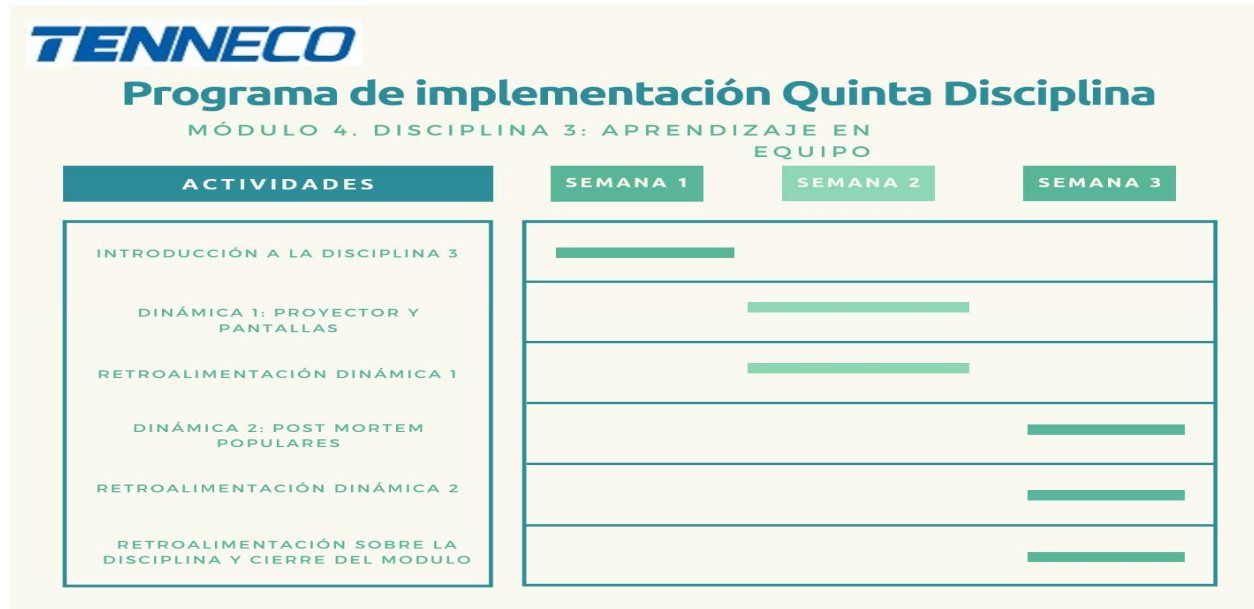 TENNECO
Programa de implementación Quinta Disciplina
MÓDULO 4. DISCIPLINA 3: APRENDIZAJE EN
EQUIPO
ACTIVIDADES
SEMANA 1
SEMANA 2
SEMANA 3
INTRODUCCIÓN A LA DISCIPLINA 3
DINÁMICA 1: PROYECTOR Y
PANTALLAS
RETROALIMENTACIÓN DINÁMICA 1
DINÁMICA 2: POST MORTEM
POPULARES
RETROALIMENTACIÓN DINÁMICA 2
RETROALIMENTACIÓN SOBRE LA
DISCIPLINA Y CIERRE DEL MODULO